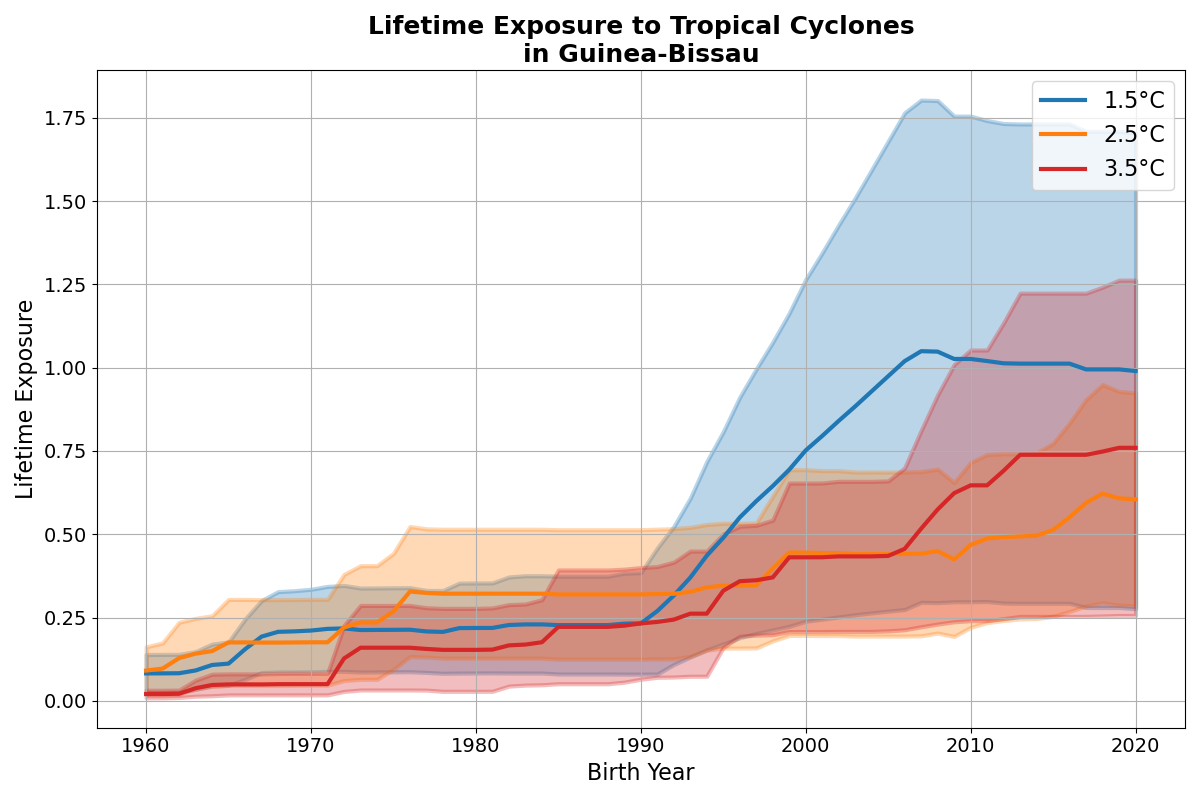 Lifetime Exposure to Tropical Cyclones
in Guinea-Bissau
1.5°C
2.5°C
3.5°C
1.75
1.50
1.25
1.00
0.75
0.50
0.25
0.00
Lifetime Exposure
1960
1970
1980
1990
2000
2010
2020
Birth Year